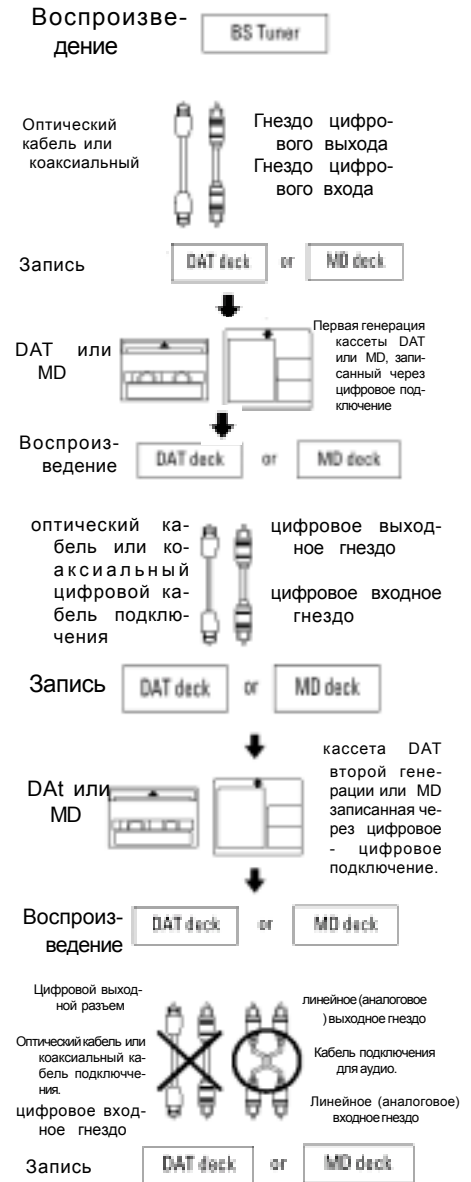 Воспроизве-
дение
BS Tuner
Оптический
кабель или
коаксиальный
Гнездо цифро-
вого выхода
Гнездо цифро-
вого входа
Запись
DAT deck or MD deck
DAT или
MD
Первая генерация
кассеты DAT
или MD, запи-
санный через
цифровое под-
ключение
Воспроиз-
ведение
DAT deck or MD deck
оптический ка-
бель или ко-
аксиальный
цифровой ка-
бель подклю-
чения
цифровое выход-
ное гнездо
цифровое входное
гнездо
Запись
DAT deck or MD deck
DAt или
MD
кассета DAT
второй гене-
рации или MD
записанная че-
рез цифровое
- цифровое
подключение.
Воспроиз-
ведение
DAT deck or MD deck
Цифровой выход-
ной разъем
Оптический кабель или
коаксиальный ка-
бель подключче-
ния.
цифровое вход-
ное гнездо
линейное (аналоговое
) выходное гнездо
Кабель подключения
для аудио.
Линейное (аналоговое)
входное гнездо
Запись
DAT deck or MD deck